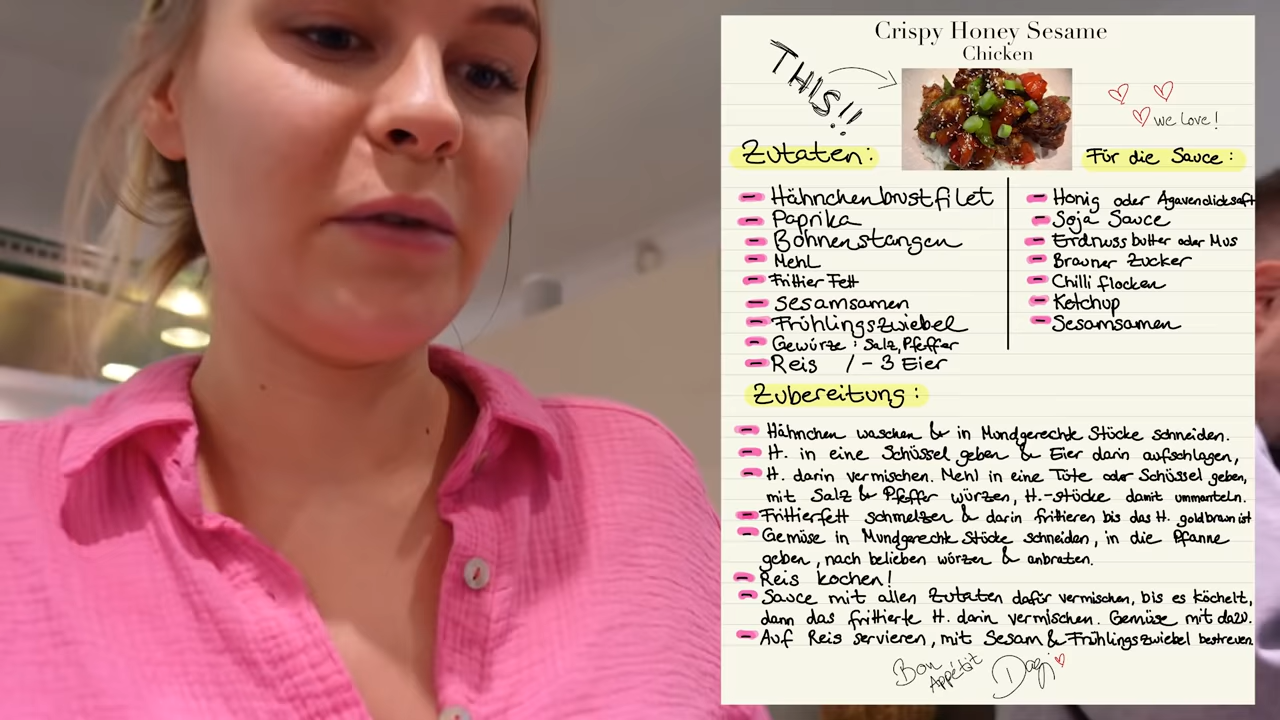 Crispy Honey Sesame
Chicken
THIS!!
we love!
Zutaten:
- Hähnchenbrustfilet
- Paprika
- Bohnenstangen
- Mehl
- Frittier Fett
- Sesamsamen
- Frühlingszwiebel
- Gewürze: Salz, Pfeffer
- Reis / - 3 Eier
Für die Sauce:
- Honig oder Agavendicksaft
- Soja Sauce
- Erdnussbutter oder Mus
- Brauner Zucker
- Chilli flocken
- Ketchup
- Sesamsamen
Zubereitung:
- Hähnchen waschen & in Mundgerechte Stücke schneiden.
- H. in eine Schüssel geben & Eier darin aufschlagen,
- H. darin vermischen. Mehl in eine Tüte oder Schüssel geben,
mit Salz & Pfeffer würzen, H.-stücke damit ummanteln.
- Frittierfett schmelzen & darin frittieren bis das H. goldbraun ist
- Gemüse in Mundgerechte Stücke schneiden, in die Pfanne
geben, nach belieben würzen & anbraten.
- Reis kochen!
- Sauce mit allen Zutaten dafür vermischen, bis es köchelt,
dann das frittierte H. darin vermischen. Gemüse mit dazu.
- Auf Reis servieren, mit Sesam & Frühlingszwiebel bestreuen
Bon
Appétit
Dagi